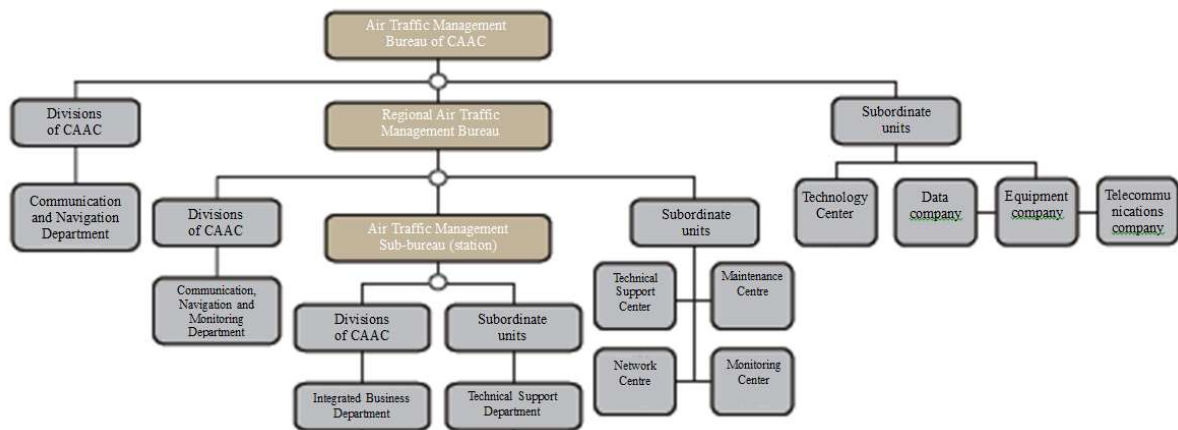 Air Traffic Management
Bureau of CAAC
Divisions
of CAAC
Regional Air Traffic
Management Bureau
Subordinate
units
Communication
and Navigation
Department
Divisions
of CAAC
Air Traffic Management
Sub-bureau (station)
Subordinate
units
Technology
Center
Data
company
Equipment
company
Telecommu
nications
company
Communication,
Navigation and
Monitoring
Department
Divisions
of CAAC
Subordinate
units
Technical
Support
Center
Maintenance
Centre
Network
Centre
Monitoring
Center
Integrated Business
Department
Technical Support
Department